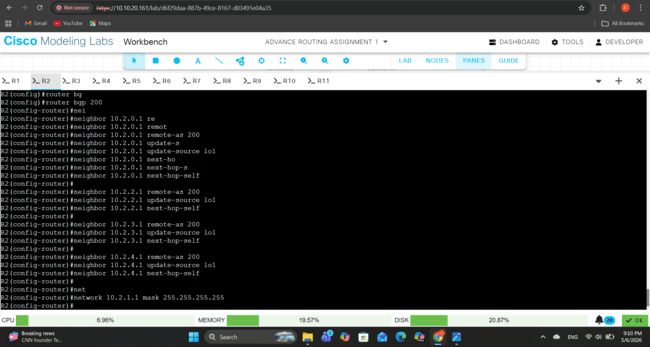 Not secure https://10.10.20.161/lab/d6f29daa-887b-49ce-8167-d03491e04a35
Gmail YouTube Maps All Bookmarks
Cisco Modeling Labs Workbench ADVANCE ROUTING ASSIGNMENT 1 DASHBOARD TOOLS DEVELOPER
LAB NODES PANES GUIDE
>_ R1 >_ R2 >_ R3 >_ R4 >_ R5 >_ R6 >_ R7 >_ R8 >_ R9 >_ R10 >_ R11
R2(config)#router bg
R2(config)#router bgp 200
R2(config-router)#nei
R2(config-router)#neighbor 10.2.0.1 re
R2(config-router)#neighbor 10.2.0.1 remot
R2(config-router)#neighbor 10.2.0.1 remote-as 200
R2(config-router)#neighbor 10.2.0.1 update-s
R2(config-router)#neighbor 10.2.0.1 update-source lo1
R2(config-router)#neighbor 10.2.0.1 next-ho
R2(config-router)#neighbor 10.2.0.1 next-hop-s
R2(config-router)#neighbor 10.2.0.1 next-hop-self
R2(config-router)#
R2(config-router)#neighbor 10.2.2.1 remote-as 200
R2(config-router)#neighbor 10.2.2.1 update-source lo1
R2(config-router)#neighbor 10.2.2.1 next-hop-self
R2(config-router)#
R2(config-router)#neighbor 10.2.3.1 remote-as 200
R2(config-router)#neighbor 10.2.3.1 update-source lo1
R2(config-router)#neighbor 10.2.3.1 next-hop-self
R2(config-router)#
R2(config-router)#neighbor 10.2.4.1 remote-as 200
R2(config-router)#neighbor 10.2.4.1 update-source lo1
R2(config-router)#neighbor 10.2.4.1 next-hop-self
R2(config-router)#
R2(config-router)#net
R2(config-router)#network 10.2.1.1 mask 255.255.255.255
R2(config-router)#
CPU 6.96% MEMORY 19.57% DISK 20.87% OK
Breaking news
CNN founder Te...
Search
ENG
9:10 PM
5/6/2026